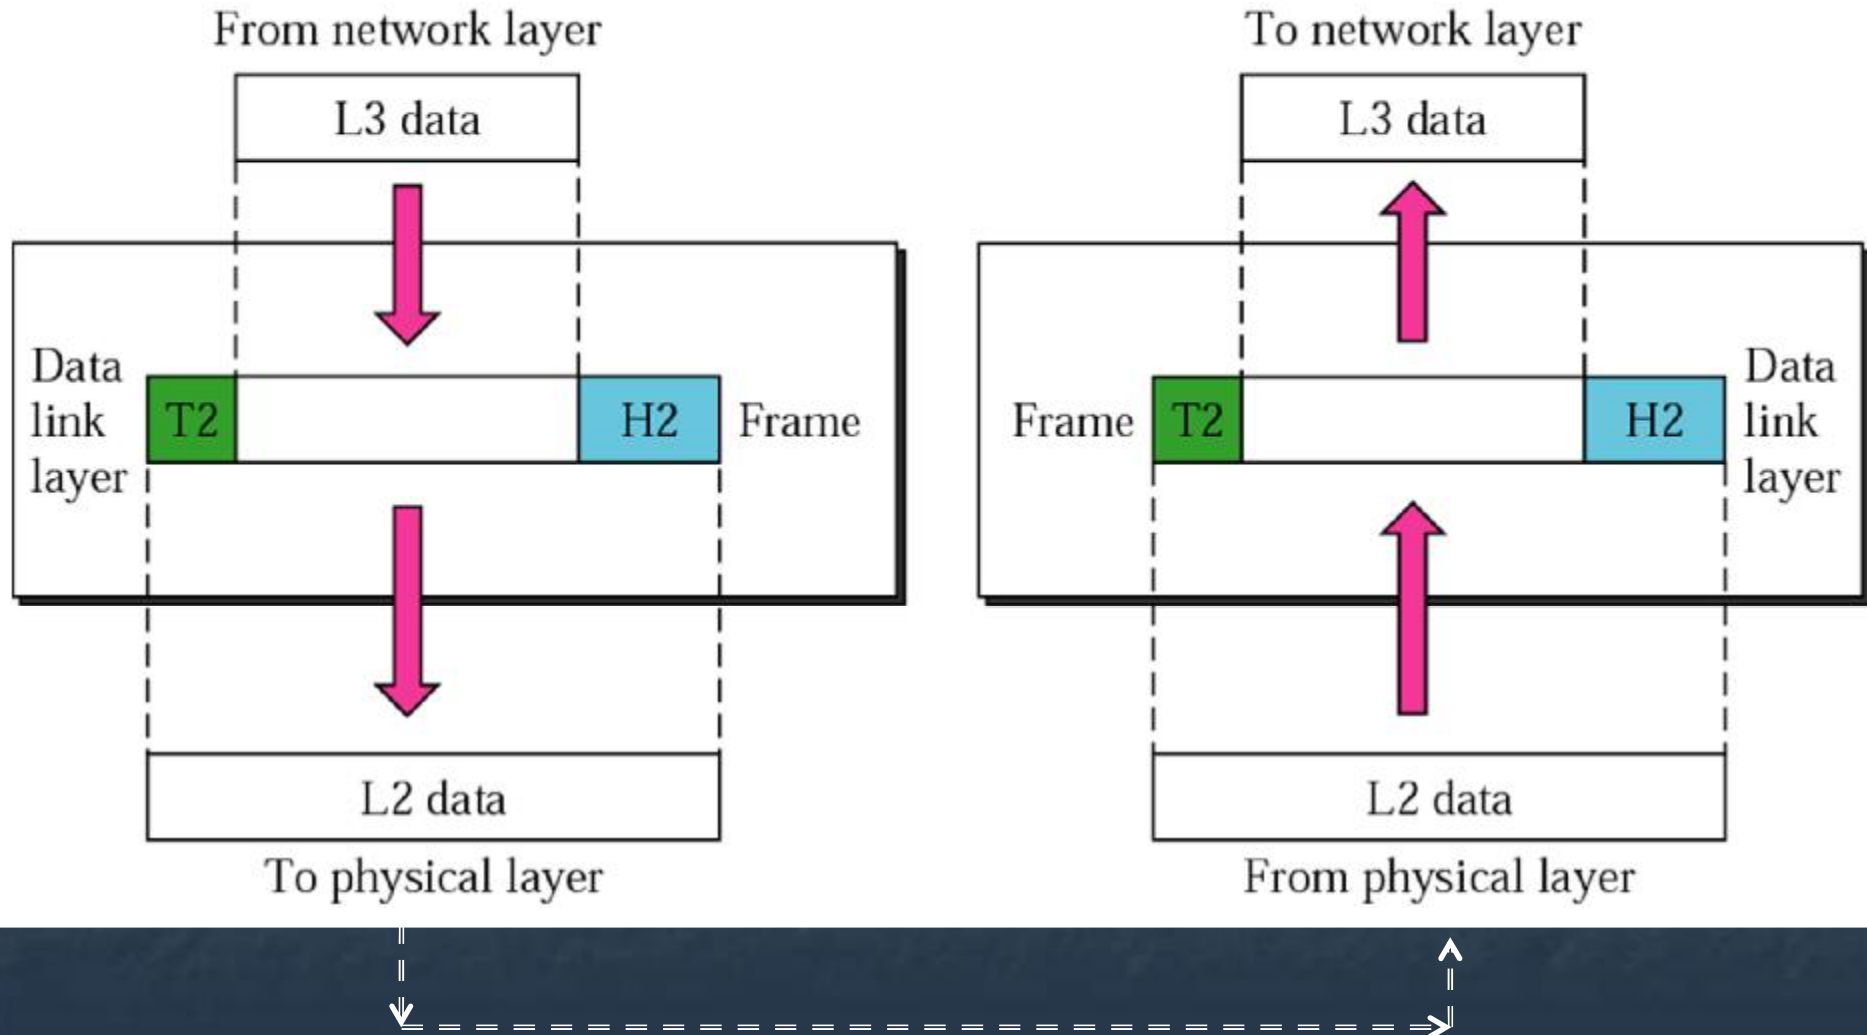 From network layer
L3 data
Data
link
layer
T2
H2
Frame
L2 data
To physical layer
To network layer
L3 data
Frame
T2
H2
Data
link
layer
L2 data
From physical layer